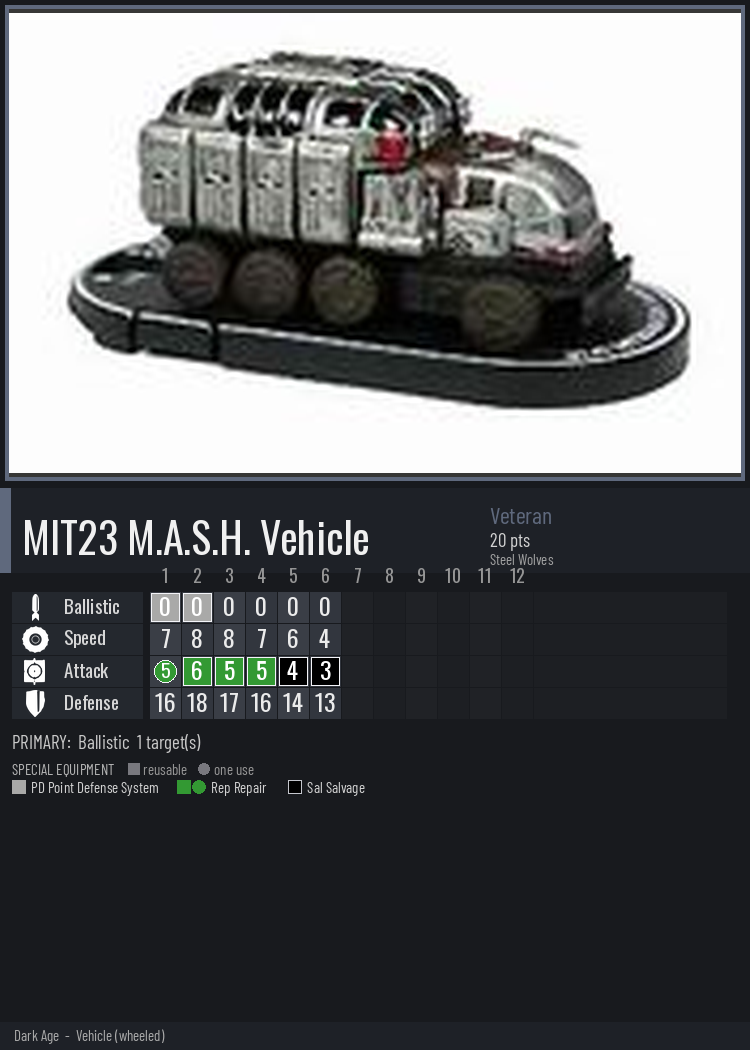 MIT23 M.A.S.H. Vehicle
Veteran
20 pts
Steel Wolves
1 2 3 4 5 6 7 8 9 10 11 12
Ballistic 0 0 0 0 0 0
Speed 7 8 8 7 6 4
Attack 5 6 5 5 4 3
Defense 16 18 17 16 14 13
PRIMARY: Ballistic 1 target(s)
SPECIAL EQUIPMENT reusable one use
PD Point Defense System Rep Repair Sal Salvage
Dark Age - Vehicle (wheeled)